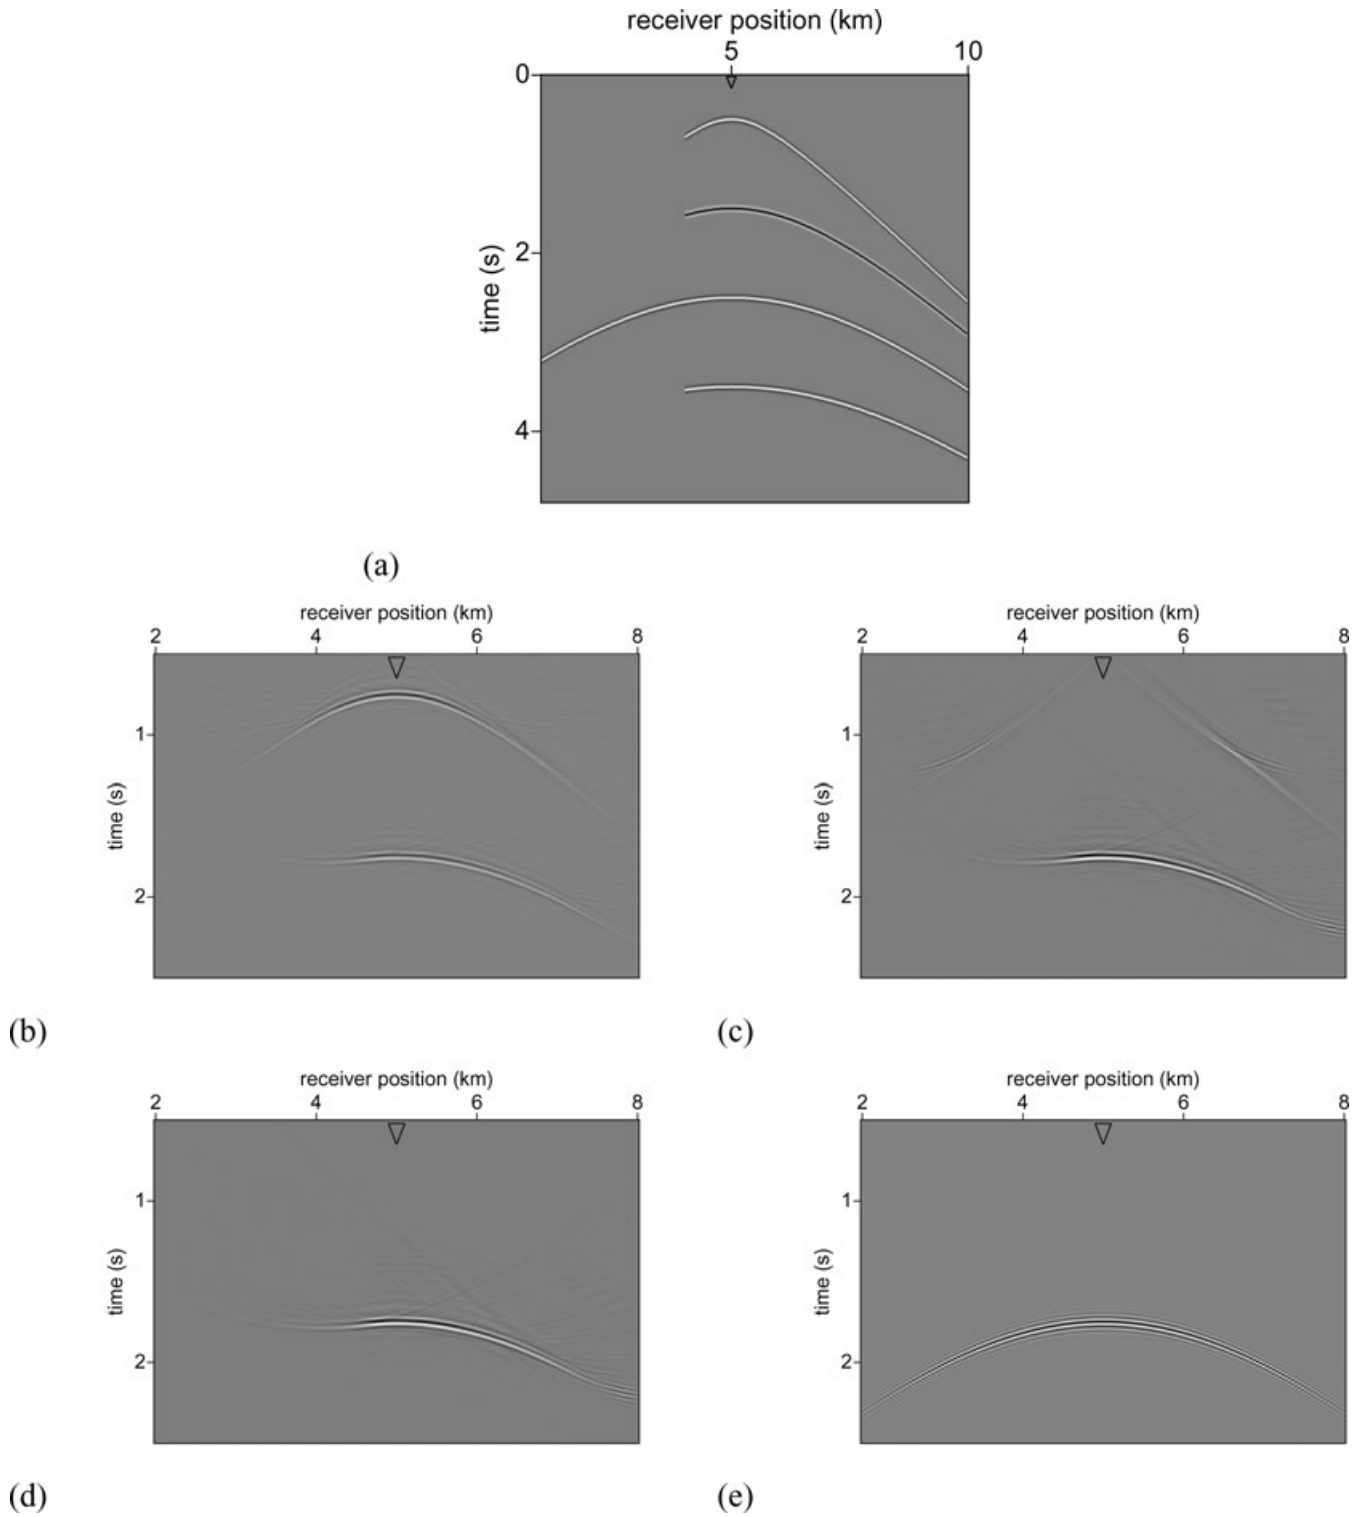 receiver position (km)
5 10
0
2
time (s)
4
(a)
receiver position (km)
2 4 6 8
1
time (s)
2
(b)
receiver position (km)
2 4 6 8
1
time (s)
2
(c)
receiver position (km)
2 4 6 8
1
time (s)
2
(d)
receiver position (km)
2 4 6 8
1
time (s)
2
(e)